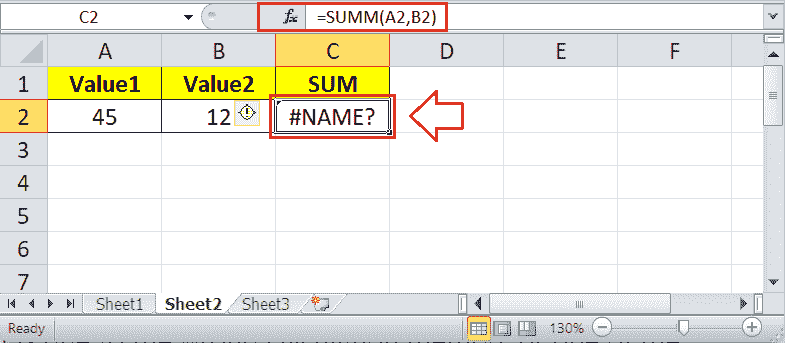 C2 fx =SUMM(A2,B2)
A B C D E F
1 Value1 Value2 SUM
2 45 12 #NAME?
3
4
5
6
7
Sheet1 Sheet2 Sheet3
Ready 130%